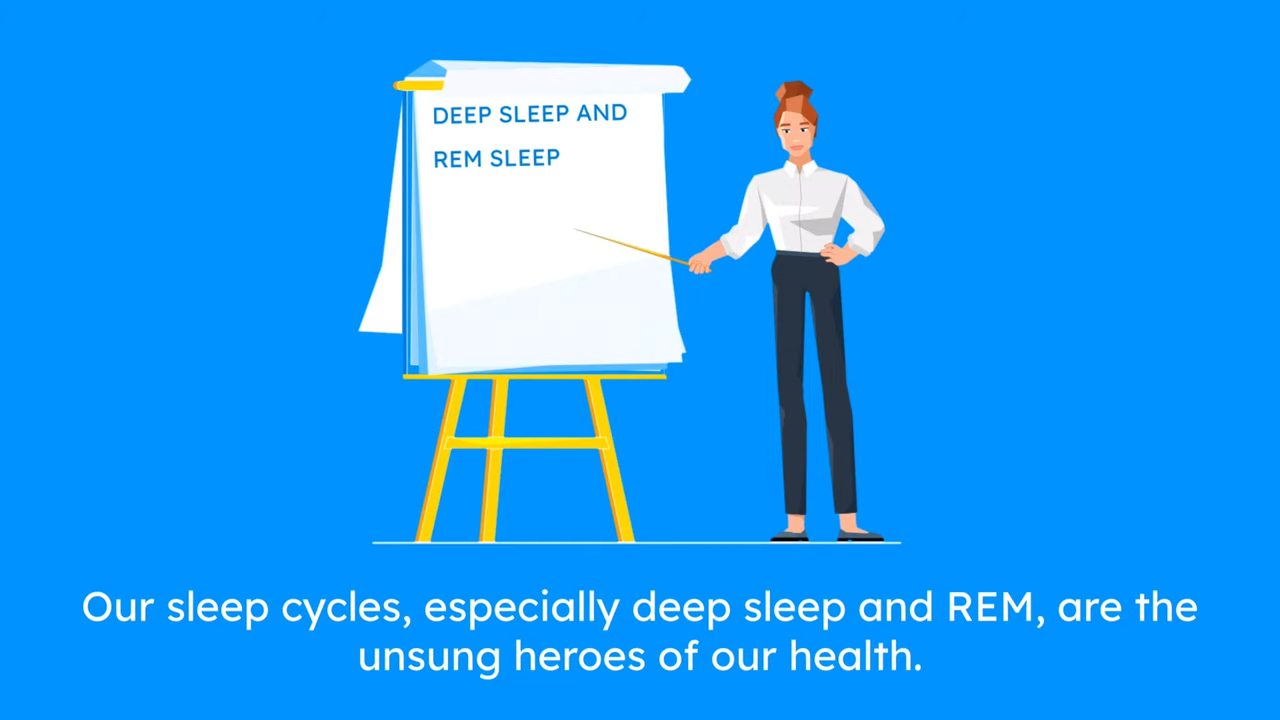 DEEP SLEEP AND
REM SLEEP
Our sleep cycles, especially deep sleep and REM, are the
unsung heroes of our health.